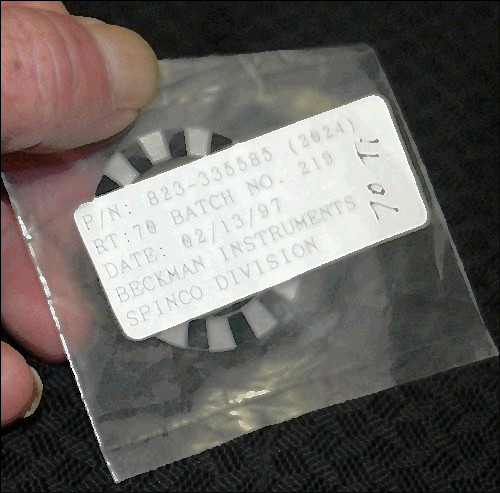 P/N: 823-335585 (2024)
RT:70 BATCH NO. 219
DATE: 02/13/97
BECKMAN INSTRUMENTS
SPINCO DIVISION
70 Ti